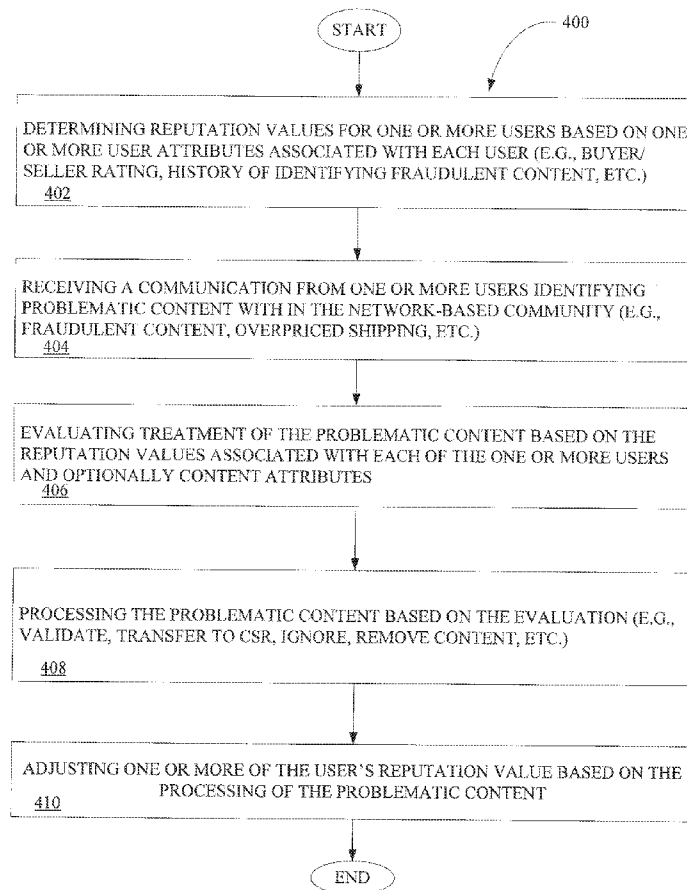 START
400
DETERMINING REPUTATION VALUES FOR ONE OR MORE USERS BASED ON ONE
OR MORE USER ATTRIBUTES ASSOCIATED WITH EACH USER (E.G., BUYER/
SELLER RATING, HISTORY OF IDENTIFYING FRAUDULENT CONTENT, ETC.)
402
RECEIVING A COMMUNICATION FROM ONE OR MORE USERS IDENTIFYING
PROBLEMATIC CONTENT WITH IN THE NETWORK-BASED COMMUNITY (E.G.,
FRAUDULENT CONTENT, OVERPRICED SHIPPING, ETC.)
404
EVALUATING TREATMENT OF THE PROBLEMATIC CONTENT BASED ON THE
REPUTATION VALUES ASSOCIATED WITH EACH OF THE ONE OR MORE USERS
AND OPTIONALLY CONTENT ATTRIBUTES
406
PROCESSING THE PROBLEMATIC CONTENT BASED ON THE EVALUATION (E.G.,
VALIDATE, TRANSFER TO CSR, IGNORE, REMOVE CONTENT, ETC.)
408
ADJUSTING ONE OR MORE OF THE USER'S REPUTATION VALUE BASED ON THE
PROCESSING OF THE PROBLEMATIC CONTENT
410
END